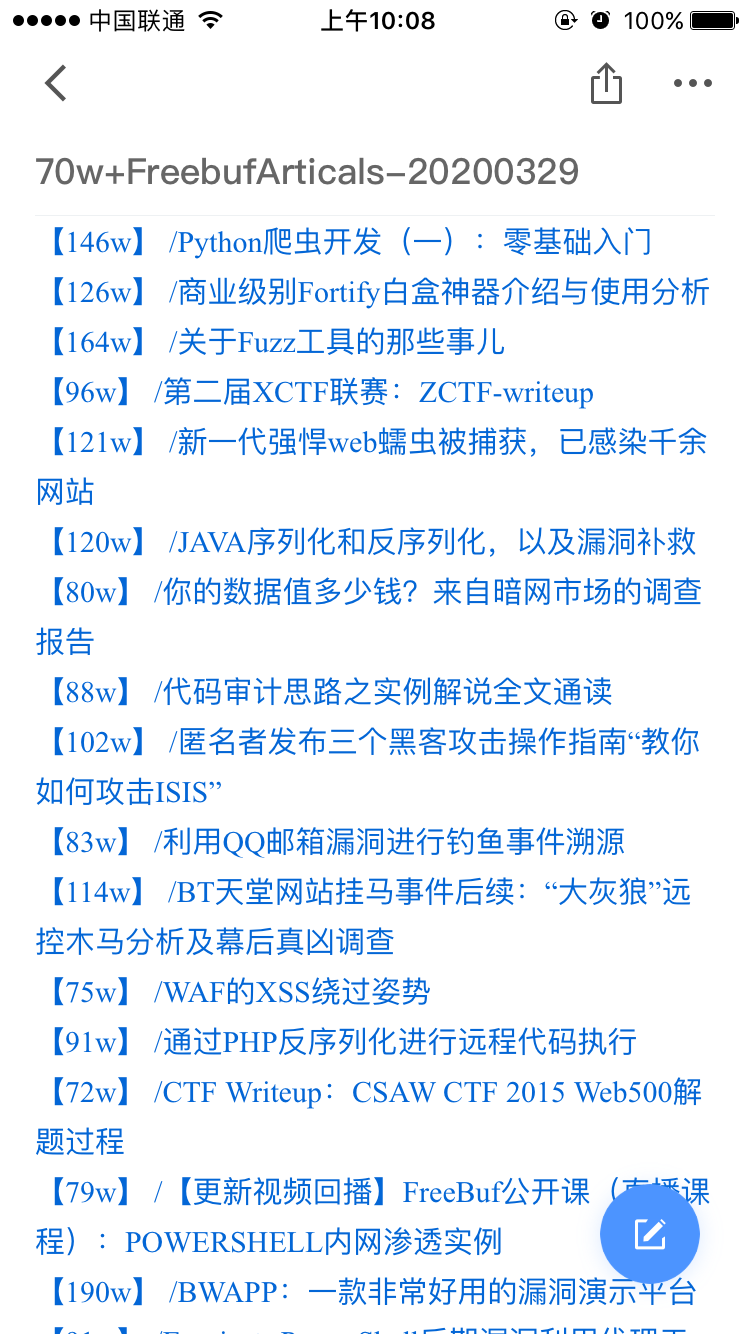 中国联通 上午10:08 100%
70w+FreebufArticals-20200329
【146w】 /Python爬虫开发（一）：零基础入门
【126w】 /商业级别Fortify白盒神器介绍与使用分析
【164w】 /关于Fuzz工具的那些事儿
【96w】 /第二届XCTF联赛：ZCTF-writeup
【121w】 /新一代强悍web蠕虫被捕获，已感染千余
网站
【120w】 /JAVA序列化和反序列化，以及漏洞补救
【80w】 /你的数据值多少钱？来自暗网市场的调查
报告
【88w】 /代码审计思路之实例解说全文通读
【102w】 /匿名者发布三个黑客攻击操作指南“教你
如何攻击ISIS”
【83w】 /利用QQ邮箱漏洞进行钓鱼事件溯源
【114w】 /BT天堂网站挂马事件后续：“大灰狼”远
控木马分析及幕后真凶调查
【75w】 /WAF的XSS绕过姿势
【91w】 /通过PHP反序列化进行远程代码执行
【72w】 /CTF Writeup：CSAW CTF 2015 Web500解
题过程
【79w】 /【更新视频回播】FreeBuf公开课（直播课
程）：POWERSHELL内网渗透实例
【190w】 /BWAPP：一款非常好用的漏洞演示平台